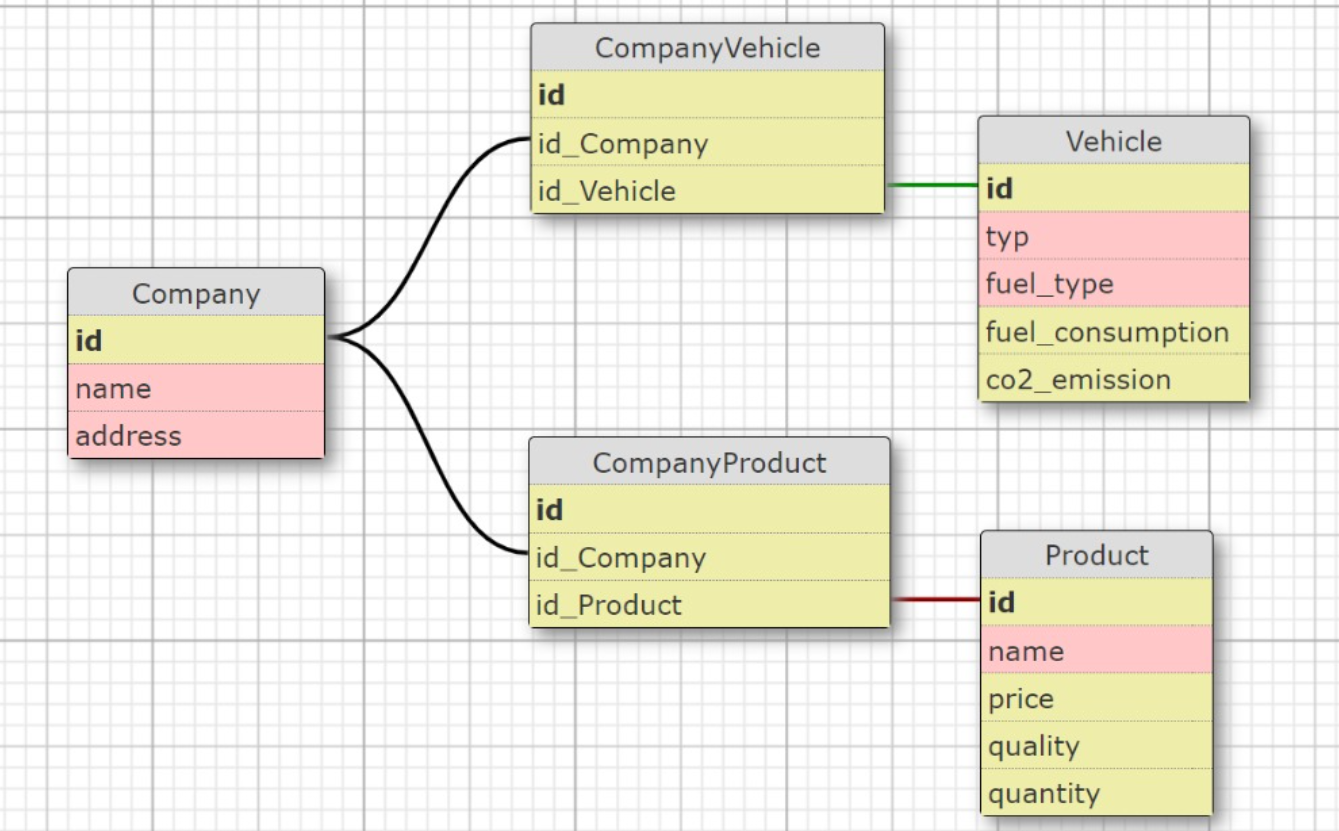 CompanyVehicle
id
id_Company
id_Vehicle
Vehicle
id
typ
fuel_type
fuel_consumption
co2_emission
Company
id
name
address
CompanyProduct
id
id_Company
id_Product
Product
id
name
price
quality
quantity